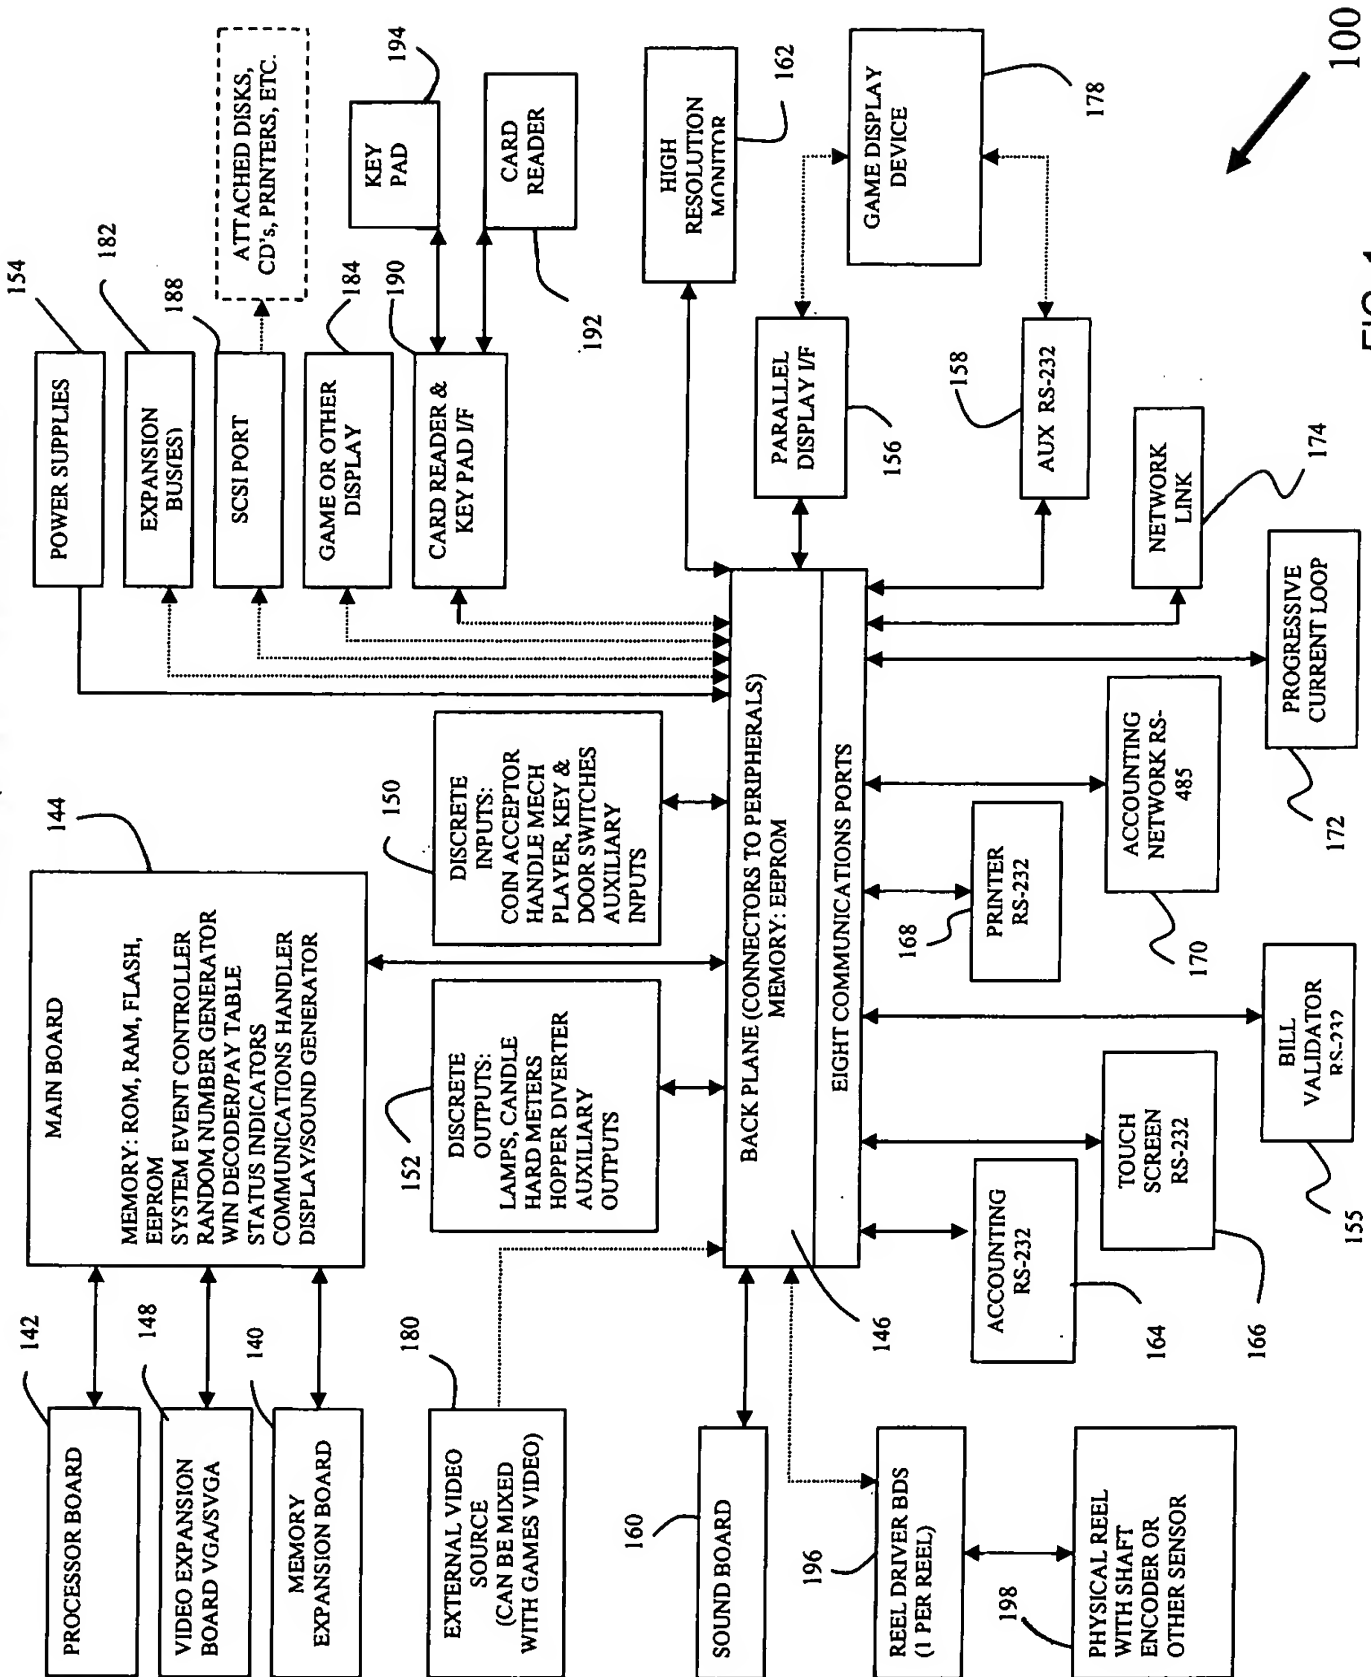 PROCESSOR BOARD
142
VIDEO EXPANSION
BOARD VGA/SVGA
148
MEMORY
EXPANSION BOARD
140
MAIN BOARD
MEMORY: ROM, RAM, FLASH,
EEPROM
SYSTEM EVENT CONTROLLER
RANDOM NUMBER GENERATOR
WIN DECODER/PAY TABLE
STATUS INDICATORS
COMMUNICATIONS HANDLER
DISPLAY/SOUND GENERATOR
144
POWER SUPPLIES
154
EXPANSION
BUS(ES)
182
SCSI PORT
188
ATTACHED DISKS,
CD's, PRINTERS, ETC.
GAME OR OTHER
DISPLAY
184
CARD READER &
KEY PAD I/F
190
KEY
PAD
194
CARD
READER
192
EXTERNAL VIDEO
SOURCE
(CAN BE MIXED
WITH GAMES VIDEO)
180
DISCRETE
OUTPUTS:
LAMPS, CANDLE
HARD METERS
HOPPER DIVERTER
AUXILIARY
OUTPUTS
152
DISCRETE
INPUTS:
COIN ACCEPTOR
HANDLE MECH
PLAYER, KEY &
DOOR SWITCHES
AUXILIARY
INPUTS
150
HIGH
RESOLUTION
MONITOR
162
SOUND BOARD
160
BACK PLANE (CONNECTORS TO PERIPHERALS)
MEMORY: EEPROM
EIGHT COMMUNICATIONS PORTS
146
PARALLEL
DISPLAY I/F
156
GAME DISPLAY
DEVICE
178
REEL DRIVER BDS
(1 PER REEL)
196
PHYSICAL REEL
WITH SHAFT
ENCODER OR
OTHER SENSOR
198
ACCOUNTING
RS-232
164
TOUCH
SCREEN
RS-232
166
BILL
VALIDATOR
RS-232
155
PRINTER
RS-232
168
ACCOUNTING
NETWORK RS-
485
170
PROGRESSIVE
CURRENT LOOP
172
NETWORK
LINK
174
AUX RS-232
158
100
FIG. 1